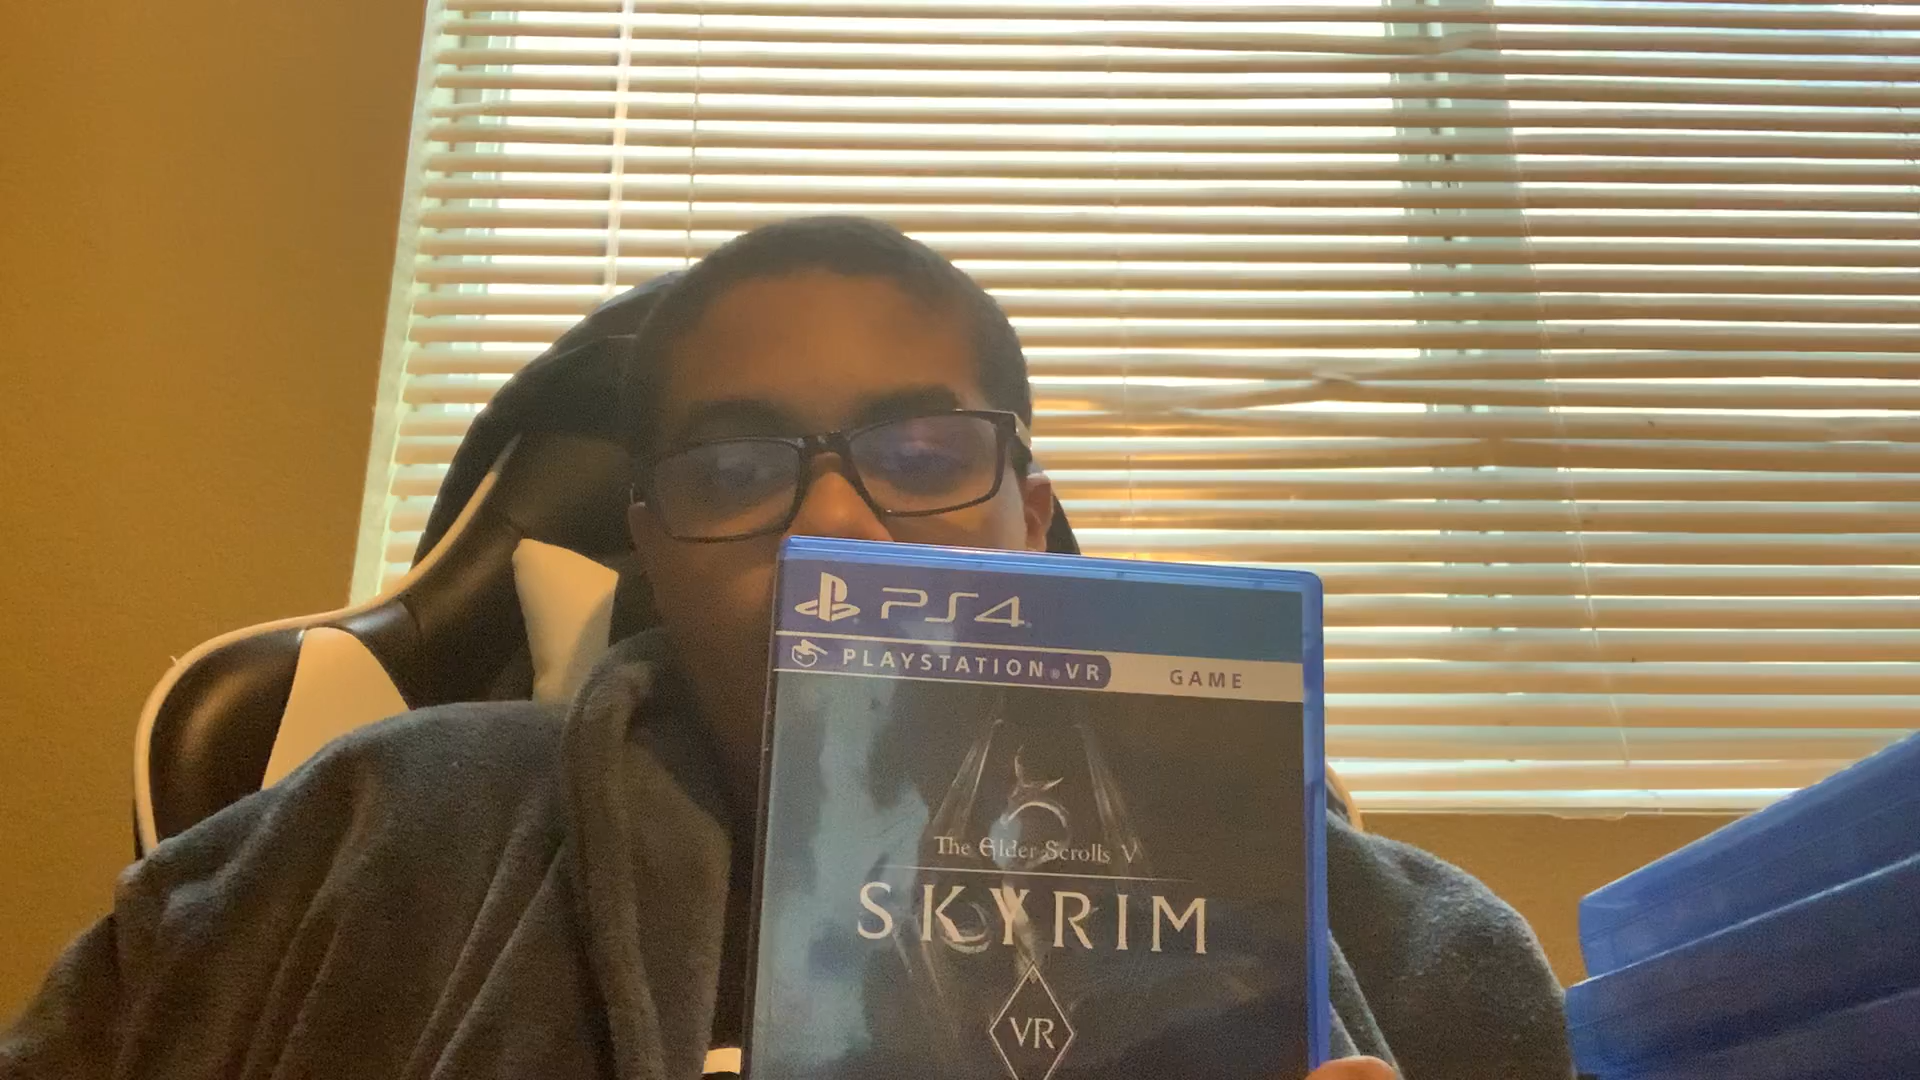 PS4
PLAYSTATION®VR
GAME
The Elder Scrolls V
SKYRIM
VR